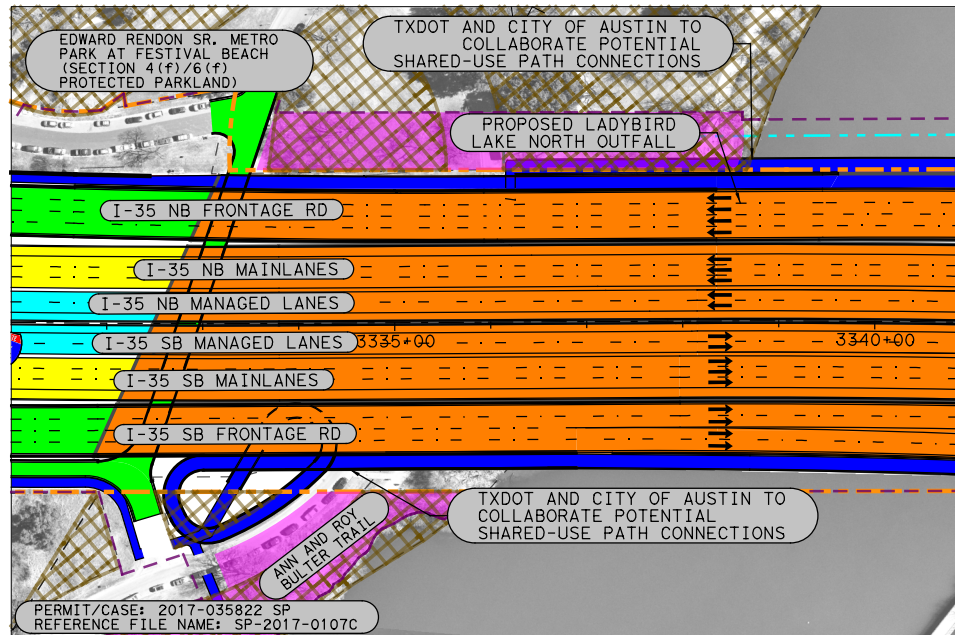 EDWARD RENDON SR. METRO
PARK AT FESTIVAL BEACH
(SECTION 4(f)/6(f)
PROTECTED PARKLAND)
TXDOT AND CITY OF AUSTIN TO
COLLABORATE POTENTIAL
SHARED-USE PATH CONNECTIONS
PROPOSED LADYBIRD
LAKE NORTH OUTFALL
I-35 NB FRONTAGE RD
I-35 NB MAINLANES
I-35 NB MANAGED LANES
I-35 SB MANAGED LANES
3335+00
3340+00
I-35 SB MAINLANES
I-35 SB FRONTAGE RD
TXDOT AND CITY OF AUSTIN TO
COLLABORATE POTENTIAL
SHARED-USE PATH CONNECTIONS
ANN AND ROY
BULTER TRAIL
PERMIT/CASE: 2017-035822 SP
REFERENCE FILE NAME: SP-2017-0107C